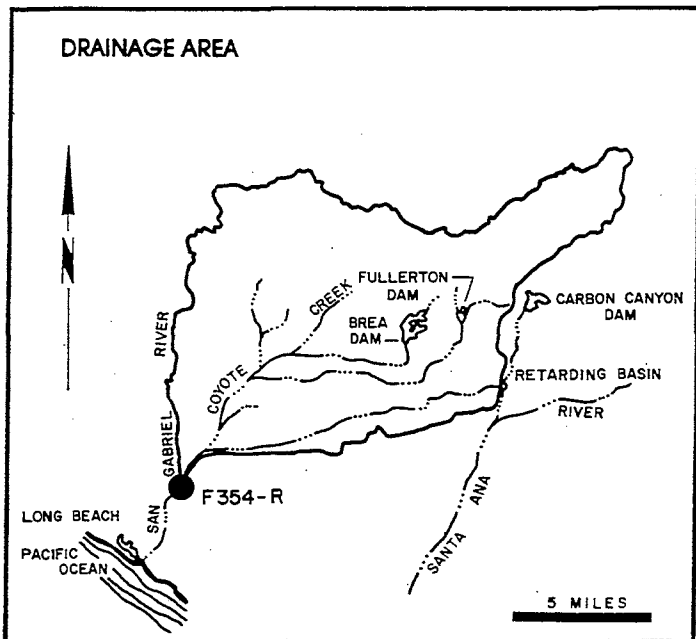 DRAINAGE AREA
N
FULLERTON
DAM
CREEK
BREA
DAM
CARBON CANYON
DAM
RIVER
COYOTE
RETARDING BASIN
RIVER
GABRIEL
F354-R
SAN
ANA
SANTA
LONG BEACH
PACIFIC
OCEAN
5 MILES